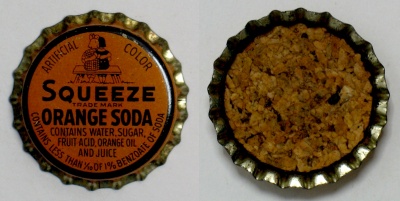 ARTIFICIAL COLOR
SQUEEZE
TRADE MARK
ORANGE SODA
CONTAINS WATER, SUGAR,
FRUIT-ACID, ORANGE OIL
AND JUICE
CONTAINS LESS THAN 1/10 OF 1% BENZOATE OF SODA